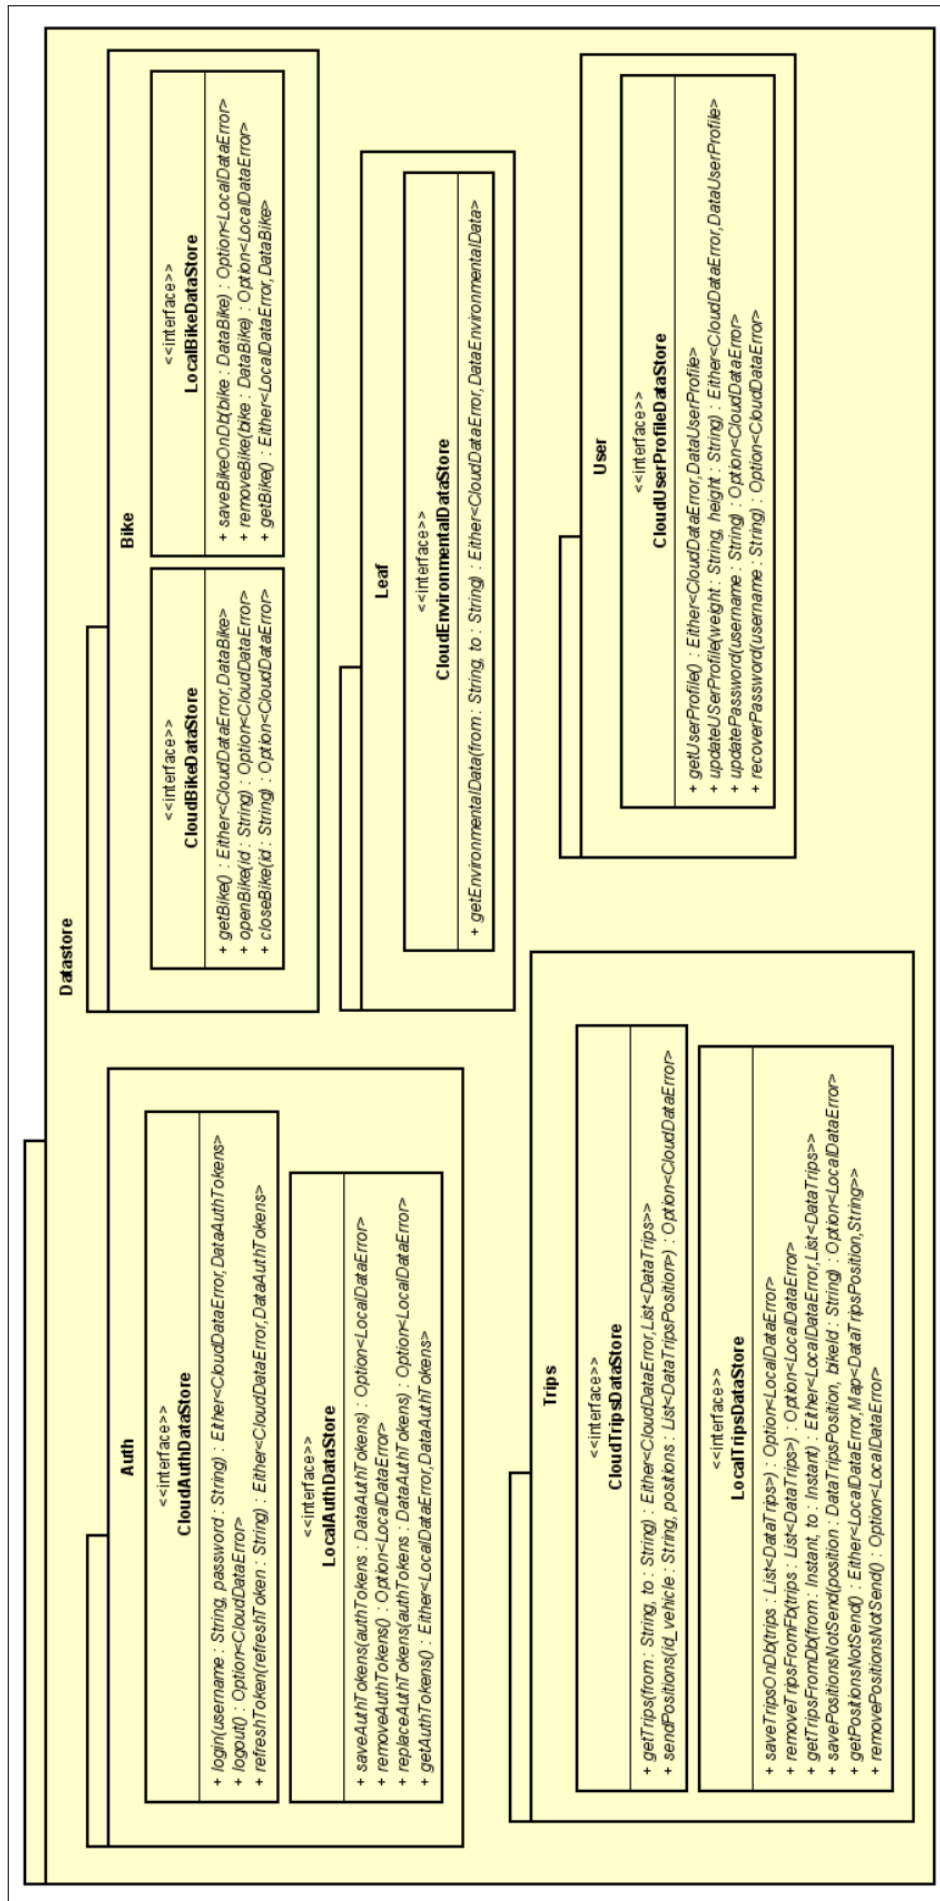 Datastore
Auth
<<interface>>
CloudAuthDataStore
+ login(username : String, password : String) : Either<CloudDataError,DataAuthTokens>
+ logout() : Option<CloudDataError>
+ refreshToken(refreshToken : String) : Either<CloudDataError,DataAuthTokens>
<<interface>>
LocalAuthDataStore
+ saveAuthTokens(authTokens : DataAuthTokens) : Option<LocalDataError>
+ removeAuthTokens() : Option<LocalDataError>
+ replaceAuthTokens(authTokens : DataAuthTokens) : Option<LocalDataError>
+ getAuthTokens() : Either<LocalDataError,DataAuthTokens>
Bike
<<interface>>
CloudBikeDataStore
+ getBike() : Either<CloudDataError,DataBike>
+ openBike(id : String) : Option<CloudDataError>
+ closeBike(id : String) : Option<CloudDataError>
<<interface>>
LocalBikeDataStore
+ saveBikeOnDb(bike : DataBike) : Option<LocalDataError>
+ removeBike(bike : DataBike) : Option<LocalDataError>
+ getBike() : Either<LocalDataError,DataBike>
Leaf
<<interface>>
CloudEnvironmentalDataStore
+ getEnvironmentalData(from : String, to : String) : Either<CloudDataError,DataEnvironmentalData>
Trips
<<interface>>
CloudTripsDataStore
+ getTrips(from : String, to : String) : Either<CloudDataError,List<DataTrips>>
+ sendPositions(id_vehicle : String, positions : List<DataTripsPosition>) : Option<CloudDataError>
<<interface>>
LocalTripsDataStore
+ saveTripsOnDb(trips : List<DataTrips>) : Option<LocalDataError>
+ removeTripsFromFb(trips : List<DataTrips>) : Option<LocalDataError>
+ getTripsFromDb(from : Instant, to : Instant) : Either<LocalDataError,List<DataTrips>>
+ savePositionsNotSend(position : DataTripsPosition, bikeId : String) : Option<LocalDataError>
+ getPositionsNotSend() : Either<LocalDataError,Map<DataTripsPosition,String>>
+ removePositionsNotSend() : Option<LocalDataError>
User
<<interface>>
CloudUserProfileDataStore
+ getUserProfile() : Either<CloudDataError,DataUserProfile>
+ updateUSerProfile(weight : String, height : String) : Either<CloudDataError,DataUserProfile>
+ updatePassword(username : String) : Option<CloudDataError>
+ recoverPassword(username : String) : Option<CloudDataError>